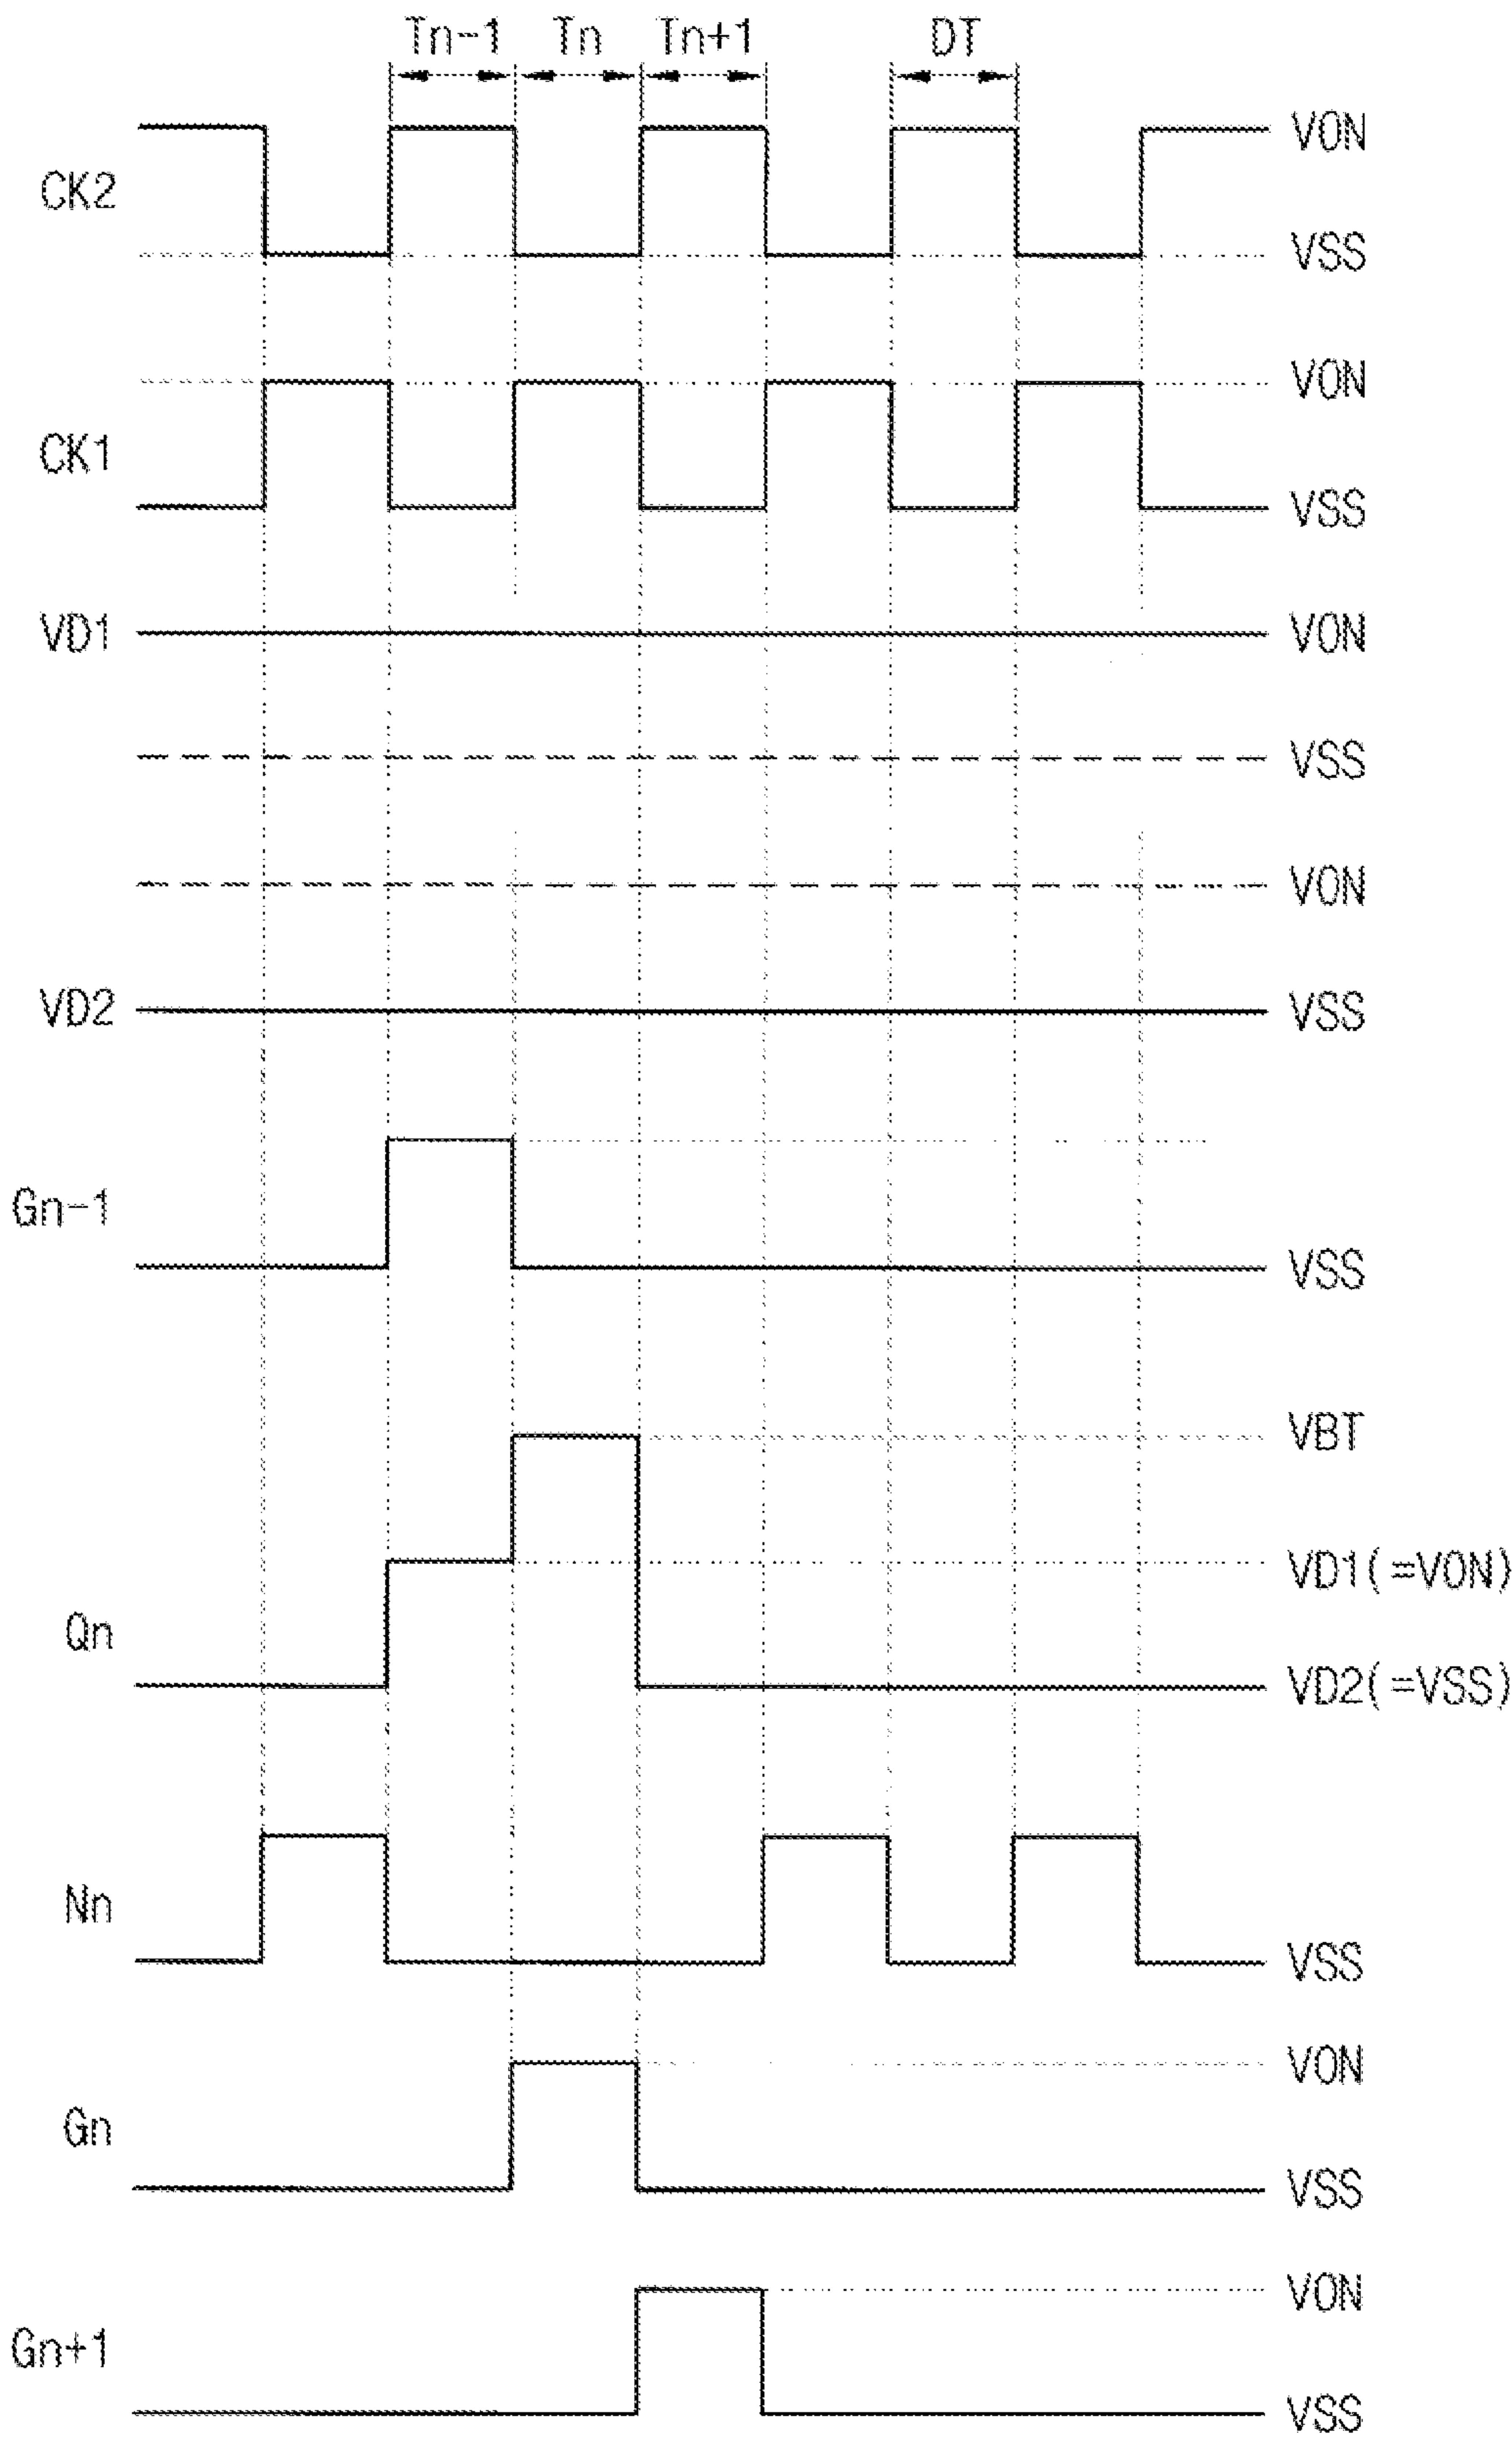 Tn-1 Tn Tn+1 DT
VON
CK2
VSS
VON
CK1
VSS
VD1 VON
VSS
VON
VD2 VSS
Gn-1
VSS
VBT
VD1(=VON)
Qn
VD2(=VSS)
Nn
VSS
VON
Gn
VSS
VON
Gn+1
VSS